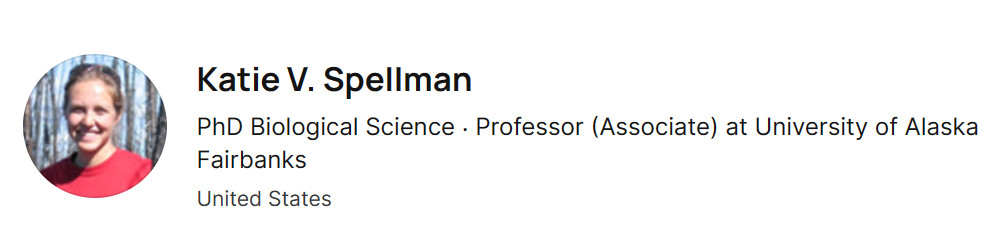 Katie V. Spellman
PhD Biological Science · Professor (Associate) at University of Alaska
Fairbanks
United States